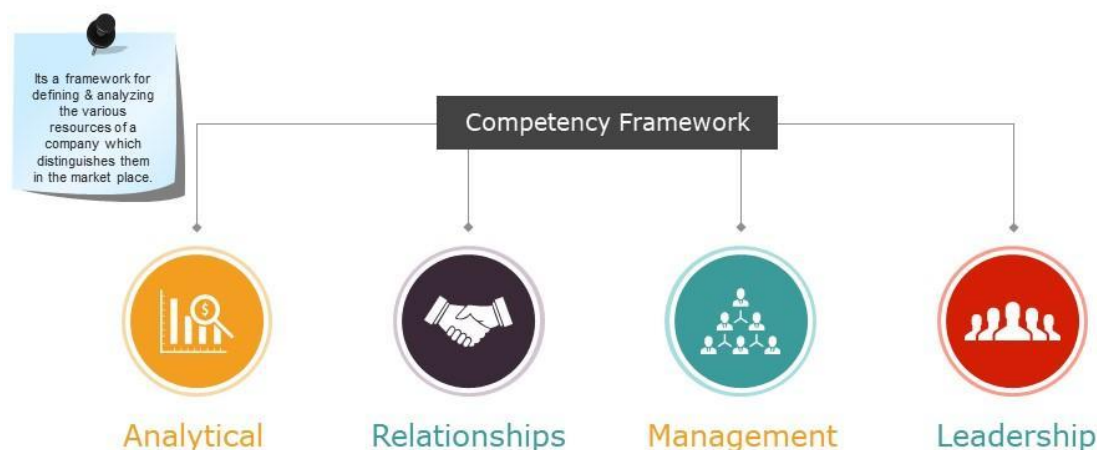 Its a framework for
defining & analyzing
the various
resources of a
company which
distinguishes them
in the market place.
Competency Framework
$
Analytical
Relationships
Management
Leadership